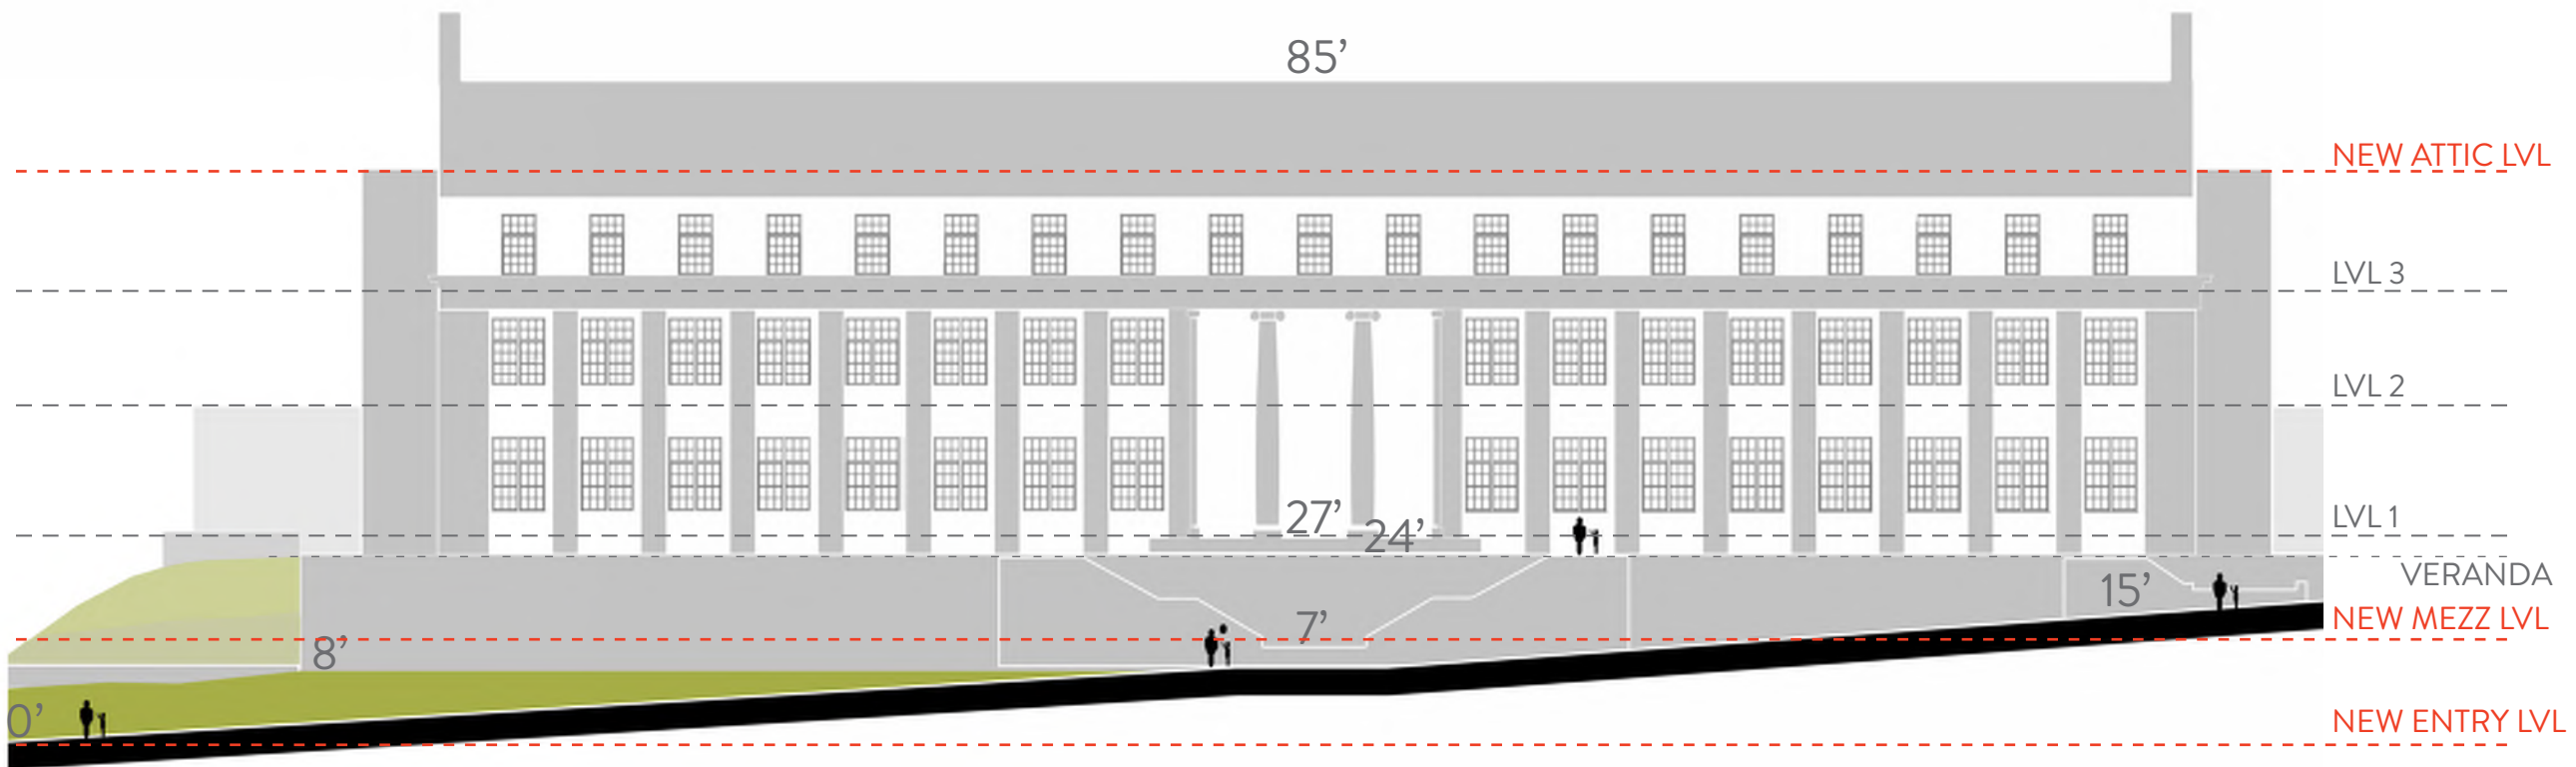 85’
NEW ATTIC LVL
LVL 3
LVL 2
LVL 1
27’
24’
VERANDA
15’
NEW MEZZ LVL
7’
8’
0’
NEW ENTRY LVL